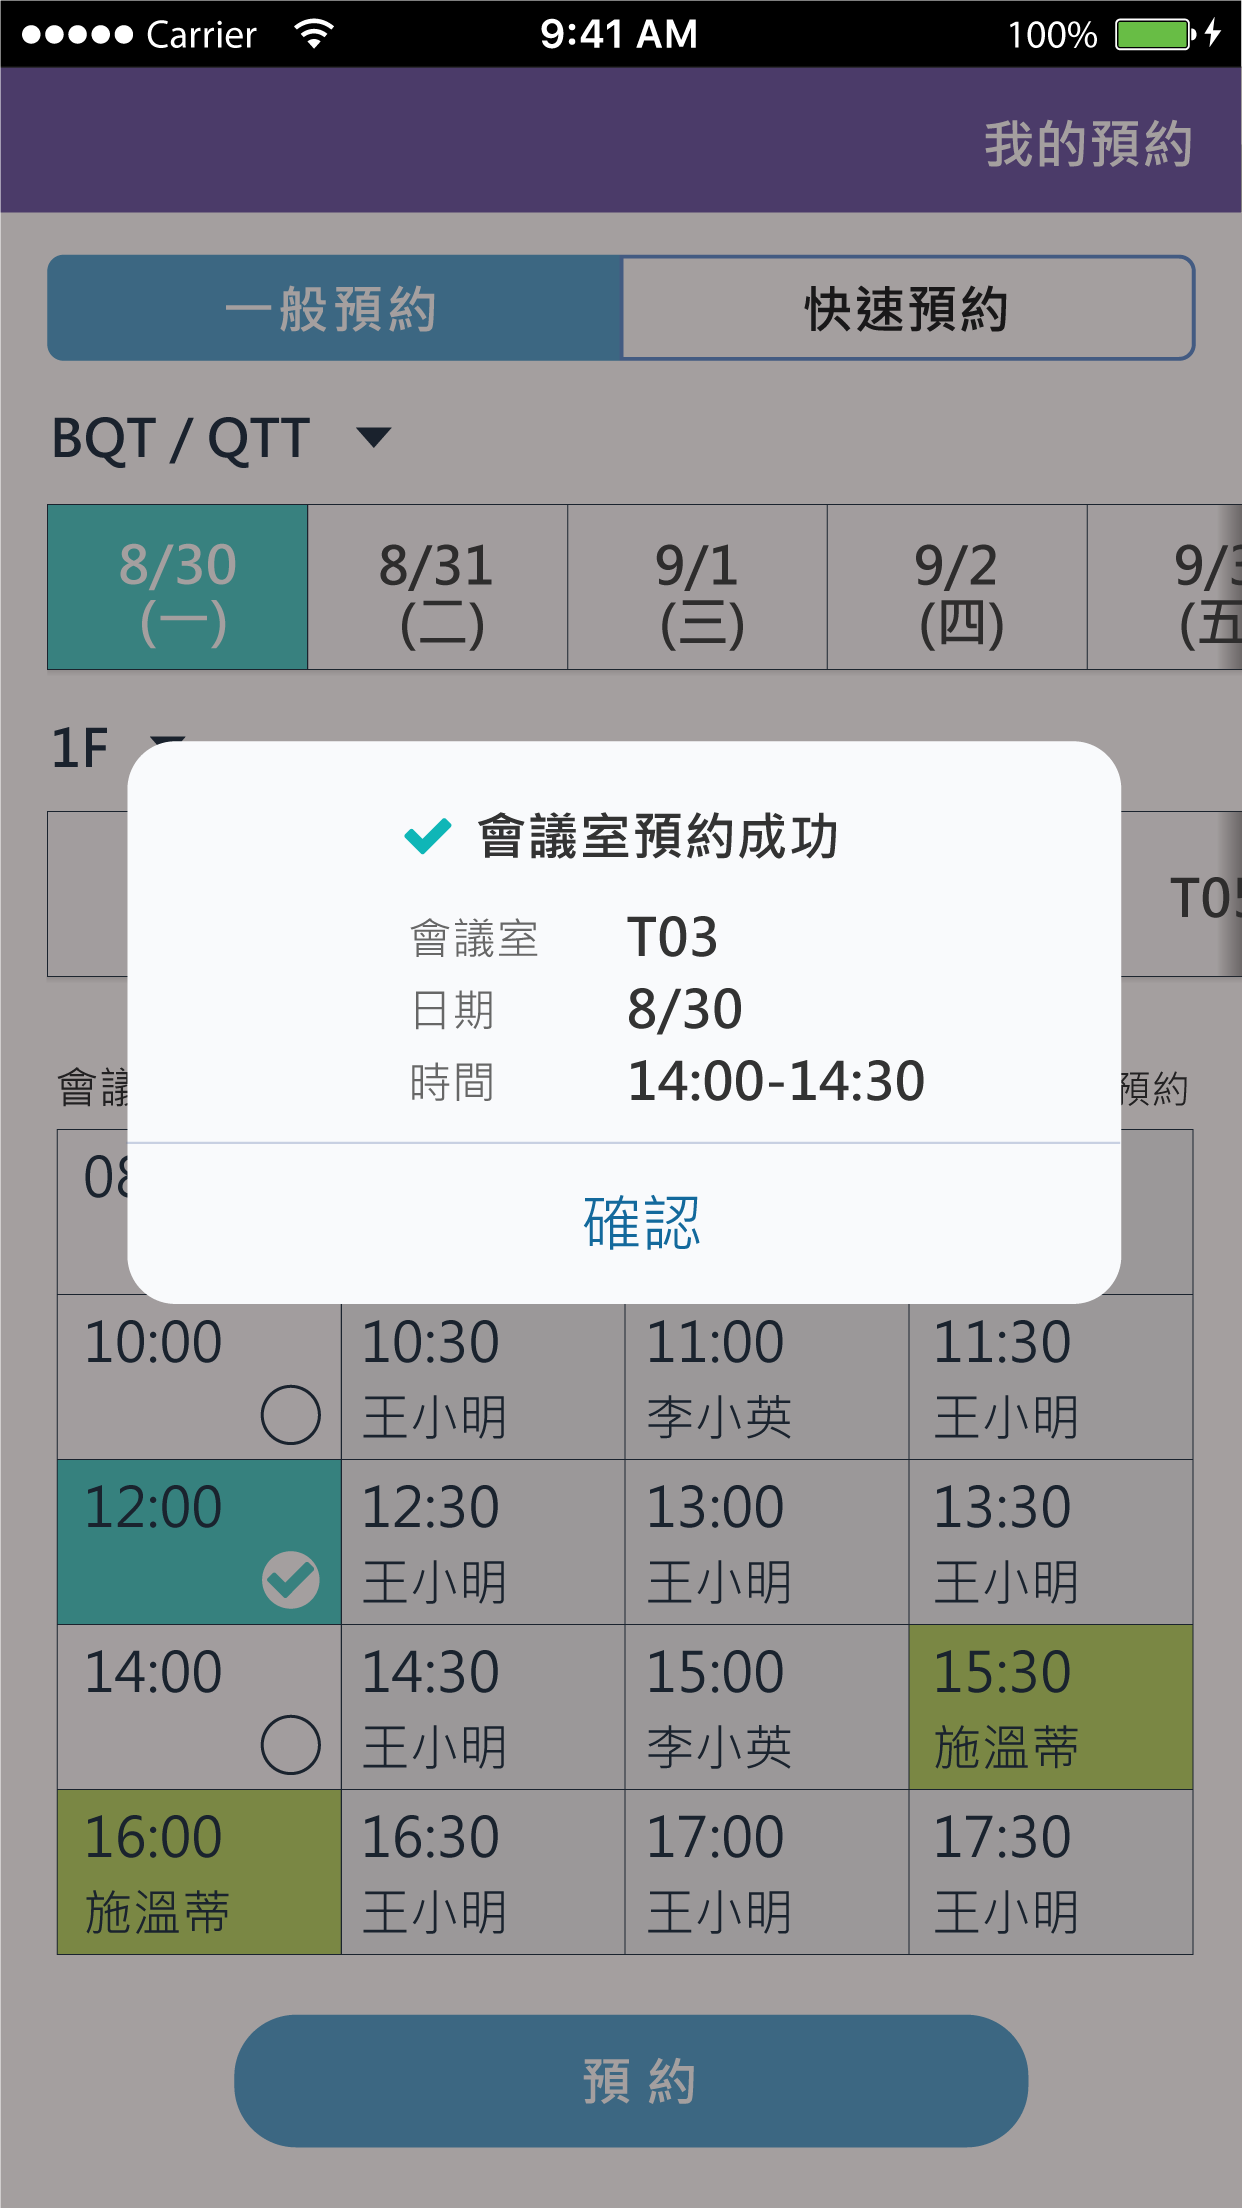 Carrier 9:41 AM 100%
我的預約
一般預約 快速預約
BQT / QTT
8/30 8/31 9/1 9/2
(一) (二) (三) (四) (五
1F
會議室預約成功
T05
會議室 T03
日期 8/30
時間 14:00-14:30
會議 預約
08
確認
10:00 10:30 11:00 11:30
王小明 李小英 王小明
12:00 12:30 13:00 13:30
王小明 王小明 王小明
14:00 14:30 15:00 15:30
王小明 李小英 施溫蒂
16:00 16:30 17:00 17:30
施溫蒂 王小明 王小明 王小明
預約